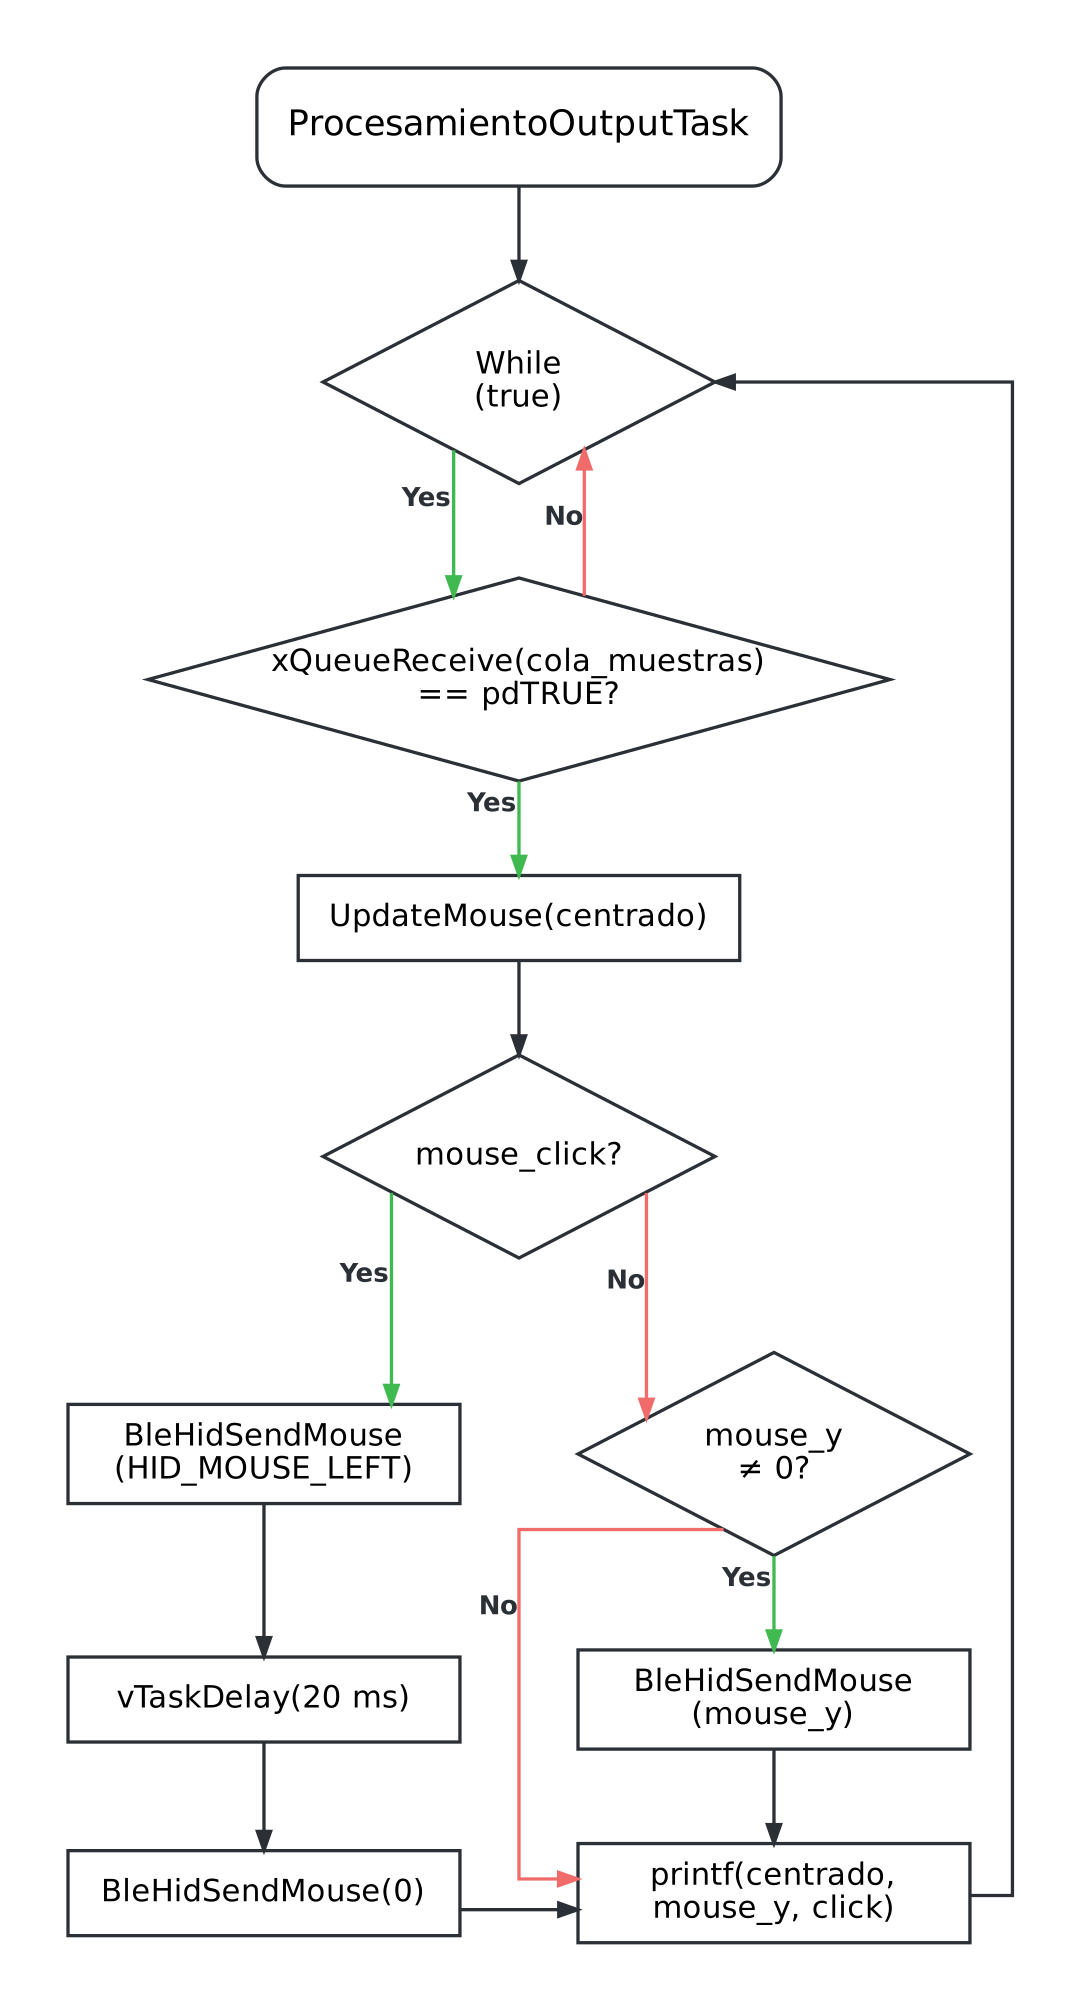 ProcesamientoOutputTask
While
(true)
Yes
No
xQueueReceive(cola_muestras)
== pdTRUE?
Yes
UpdateMouse(centrado)
mouse_click?
Yes
No
BleHidSendMouse
(HID_MOUSE_LEFT)
mouse_y
≠ 0?
Yes
No
vTaskDelay(20 ms)
BleHidSendMouse
(mouse_y)
BleHidSendMouse(0)
printf(centrado,
mouse_y, click)